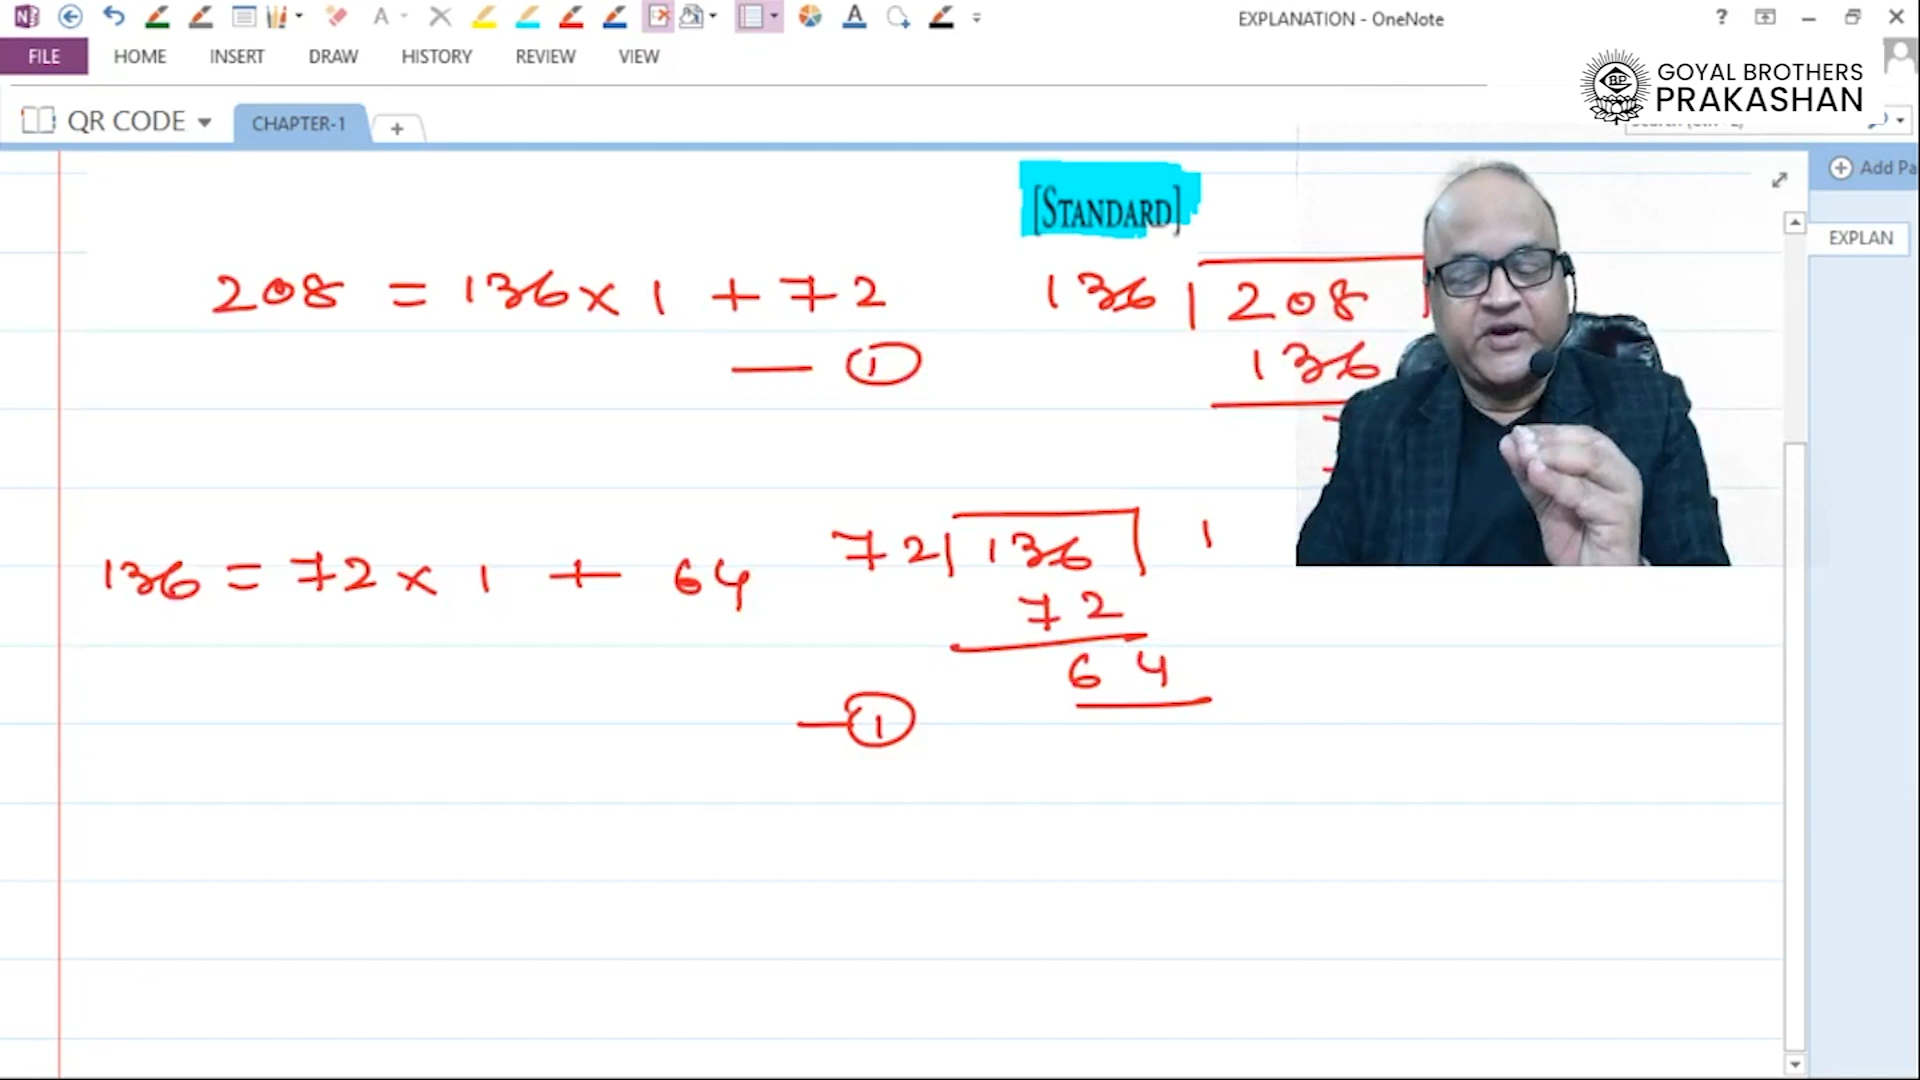 EXPLANATION - OneNote
FILE HOME INSERT DRAW HISTORY REVIEW VIEW
GOYAL BROTHERS
PRAKASHAN
QR CODE CHAPTER-1 +
Add Pa
EXPLAN
[STANDARD]
208 = 136 x 1 + 72
— 1
136 208
136
136 = 72 x 1 + 64
72 136 1
72
64
— 1